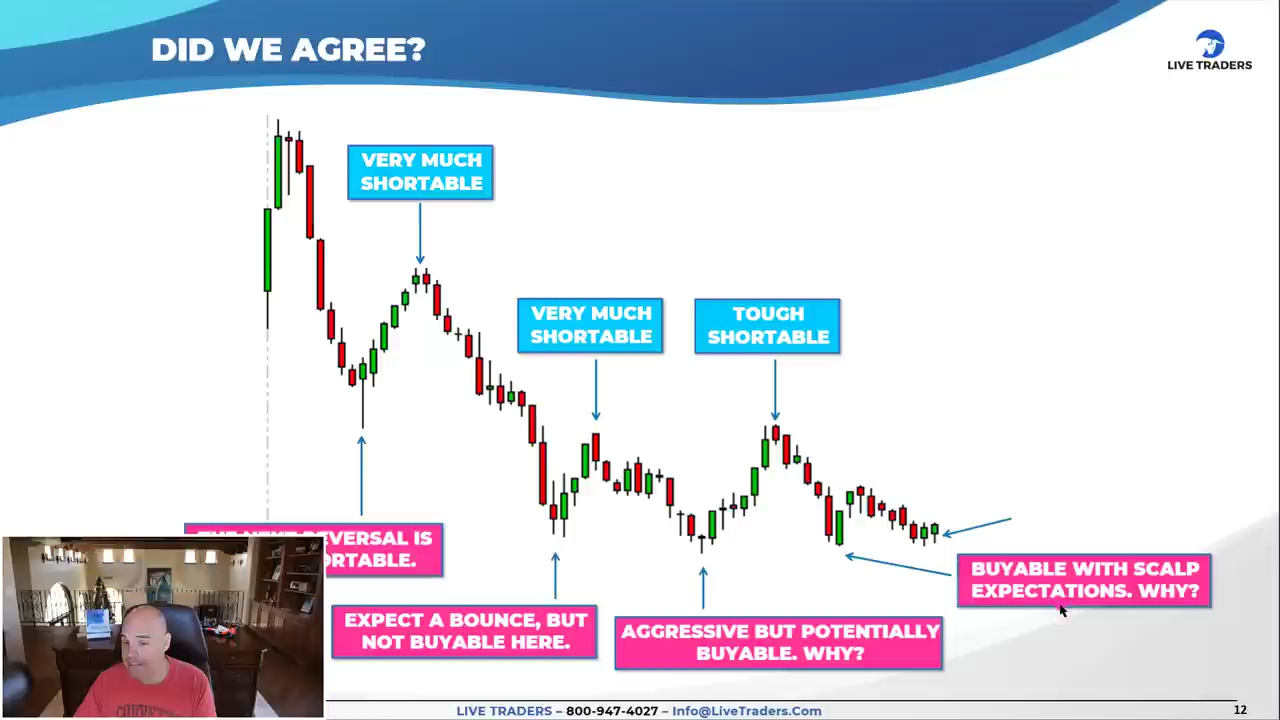 DID WE AGREE?
LIVE TRADERS
VERY MUCH
SHORTABLE
VERY MUCH
SHORTABLE
TOUGH
SHORTABLE
REVERSAL IS
EXPECT A BOUNCE, BUT
NOT BUYABLE HERE.
AGGRESSIVE BUT POTENTIALLY
BUYABLE. WHY?
BUYABLE WITH SCALP
EXPECTATIONS. WHY?
LIVE TRADERS – 800-947-4027 – Info@LiveTraders.Com
12